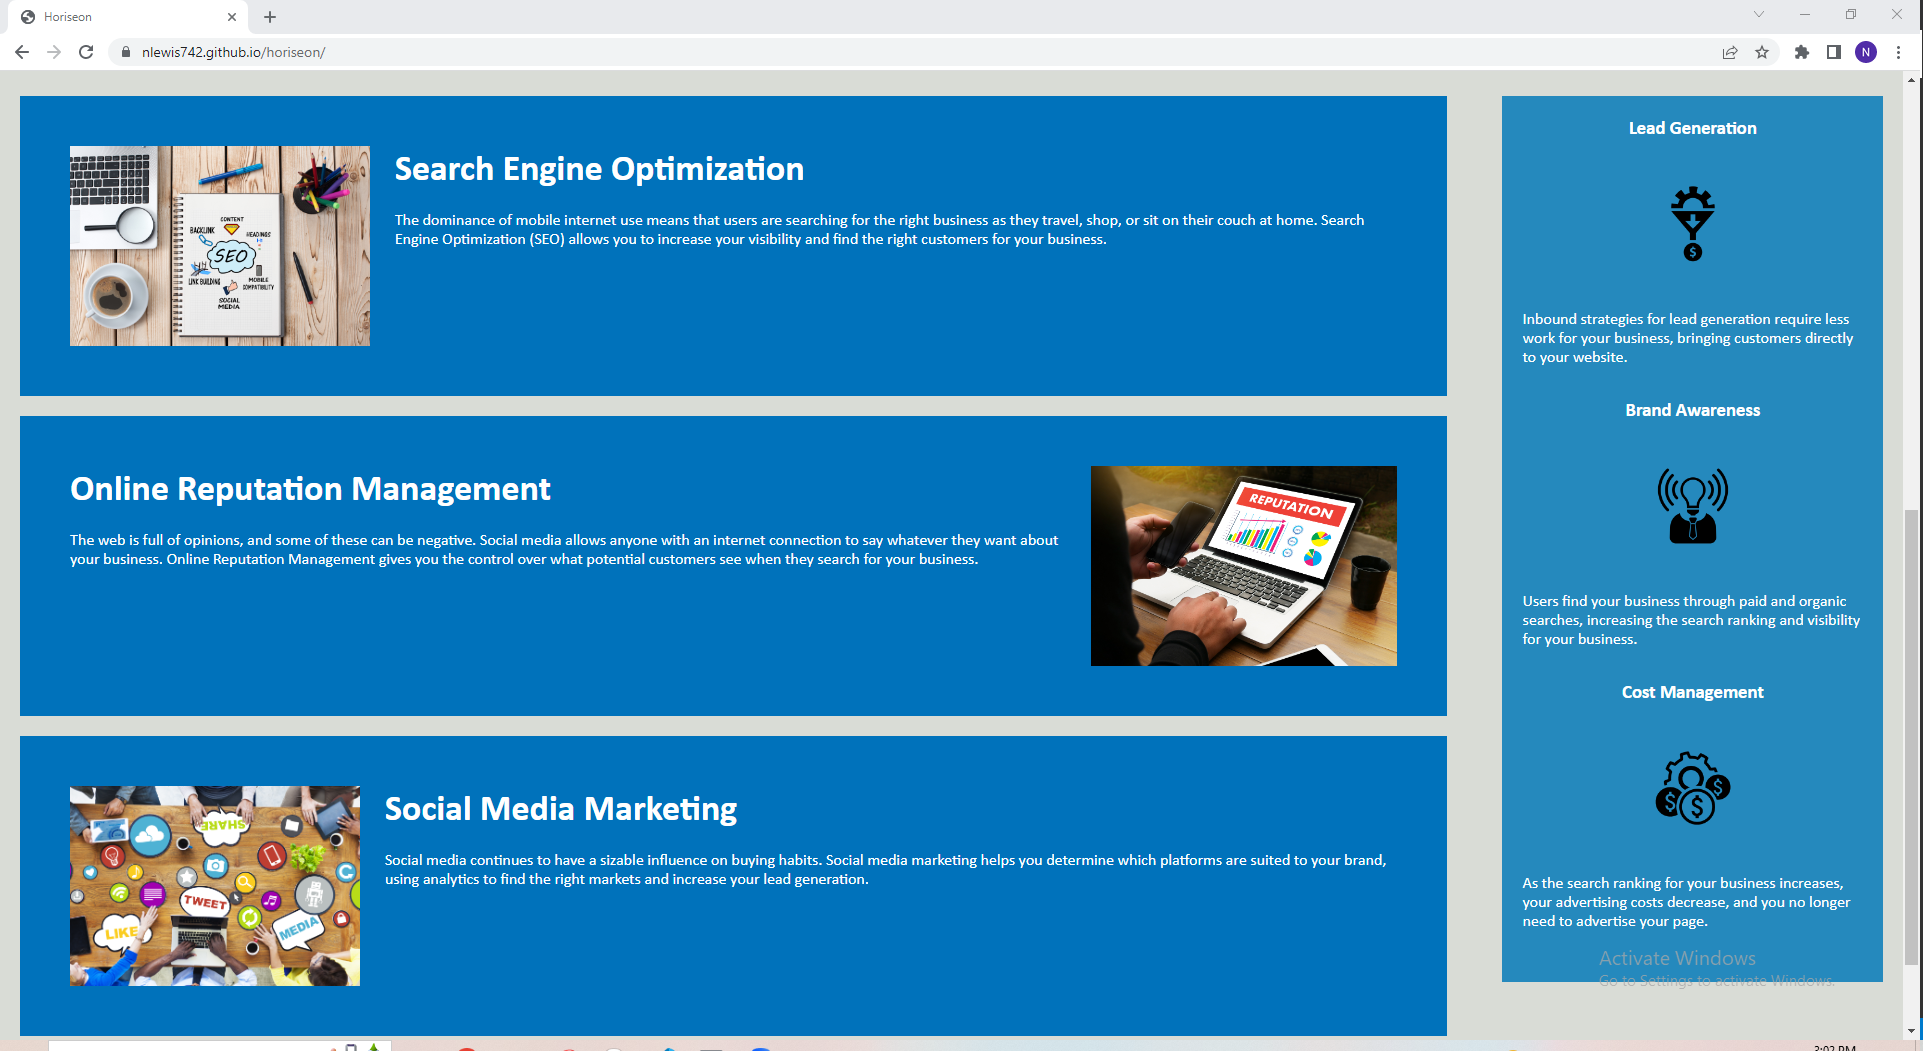 Horiseon
nlewis742.github.io/horiseon/
N
Search Engine Optimization
The dominance of mobile internet use means that users are searching for the right business as they travel, shop, or sit on their couch at home. Search
Engine Optimization (SEO) allows you to increase your visibility and find the right customers for your business.
CONTENT
BACKLINK
HEADINGS
SEO
LINK BUILDING
MOBILE
COMPATIBILITY
SOCIAL
MEDIA
Online Reputation Management
The web is full of opinions, and some of these can be negative. Social media allows anyone with an internet connection to say whatever they want about
your business. Online Reputation Management gives you the control over what potential customers see when they search for your business.
REPUTATION
Social Media Marketing
Social media continues to have a sizable influence on buying habits. Social media marketing helps you determine which platforms are suited to your brand,
using analytics to find the right markets and increase your lead generation.
SHARE
TWEET
LIKE
MEDIA
Lead Generation
$
Inbound strategies for lead generation require less
work for your business, bringing customers directly
to your website.
Brand Awareness
Users find your business through paid and organic
searches, increasing the search ranking and visibility
for your business.
Cost Management
$ $ $
As the search ranking for your business increases,
your advertising costs decrease, and you no longer
need to advertise your page.
Activate Windows
Go to Settings to activate Windows.
3:02 PM